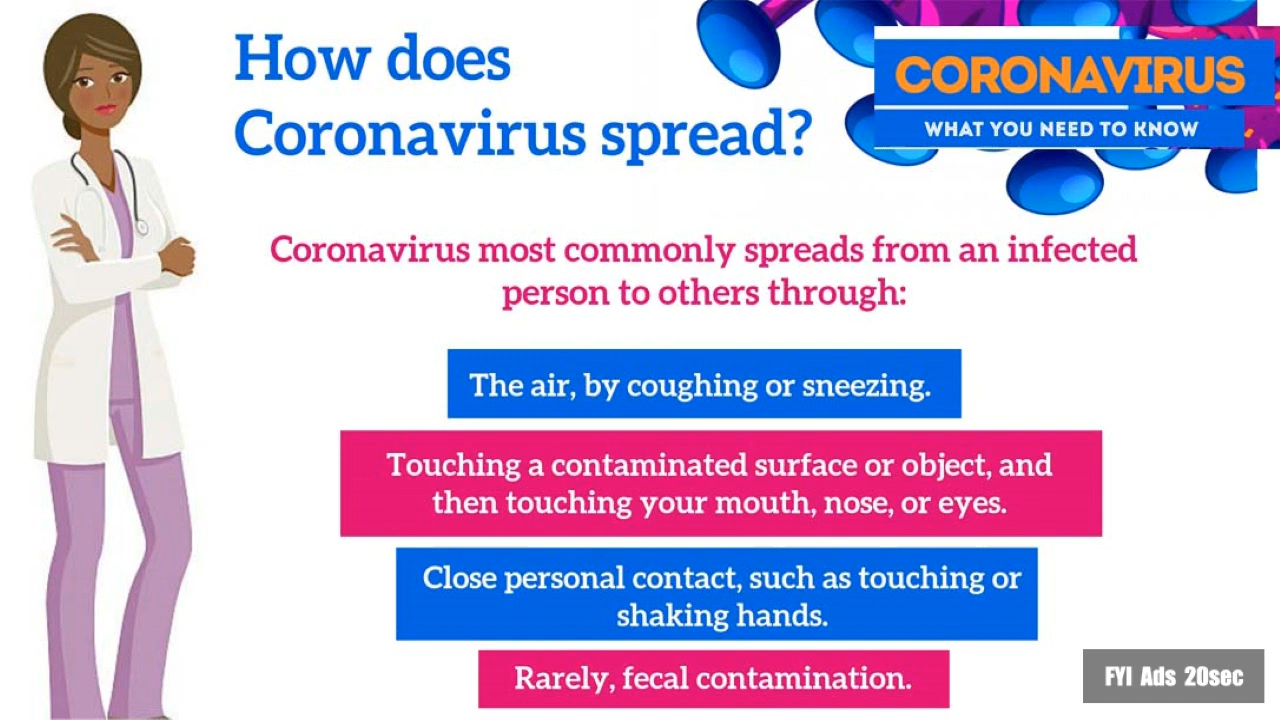 How does
Coronavirus spread?
CORONAVIRUS
WHAT YOU NEED TO KNOW
Coronavirus most commonly spreads from an infected
person to others through:
The air, by coughing or sneezing.
Touching a contaminated surface or object, and
then touching your mouth, nose, or eyes.
Close personal contact, such as touching or
shaking hands.
Rarely, fecal contamination.
FYI Ads 20sec